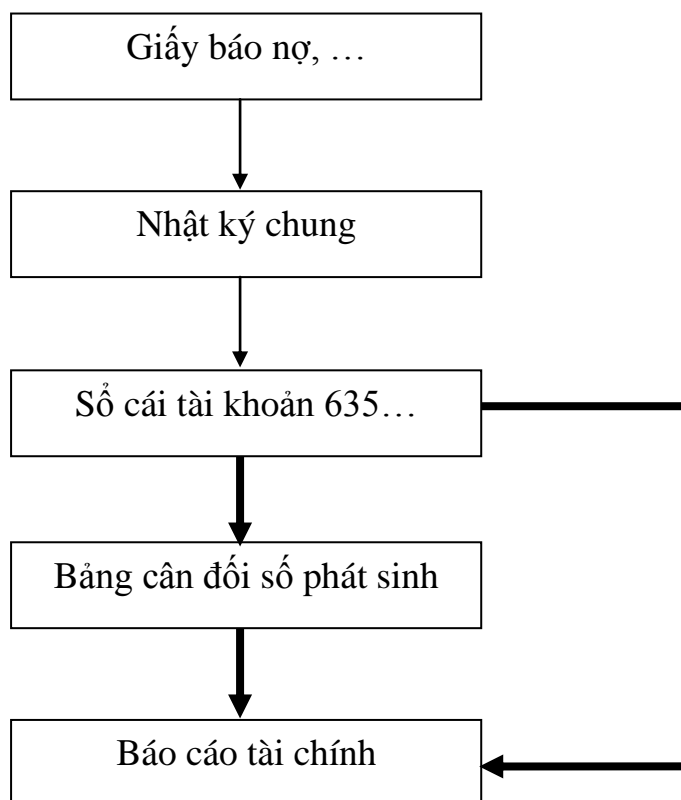 Giấy báo nợ, …
Nhật ký chung
Sổ cái tài khoản 635…
Bảng cân đối số phát sinh
Báo cáo tài chính